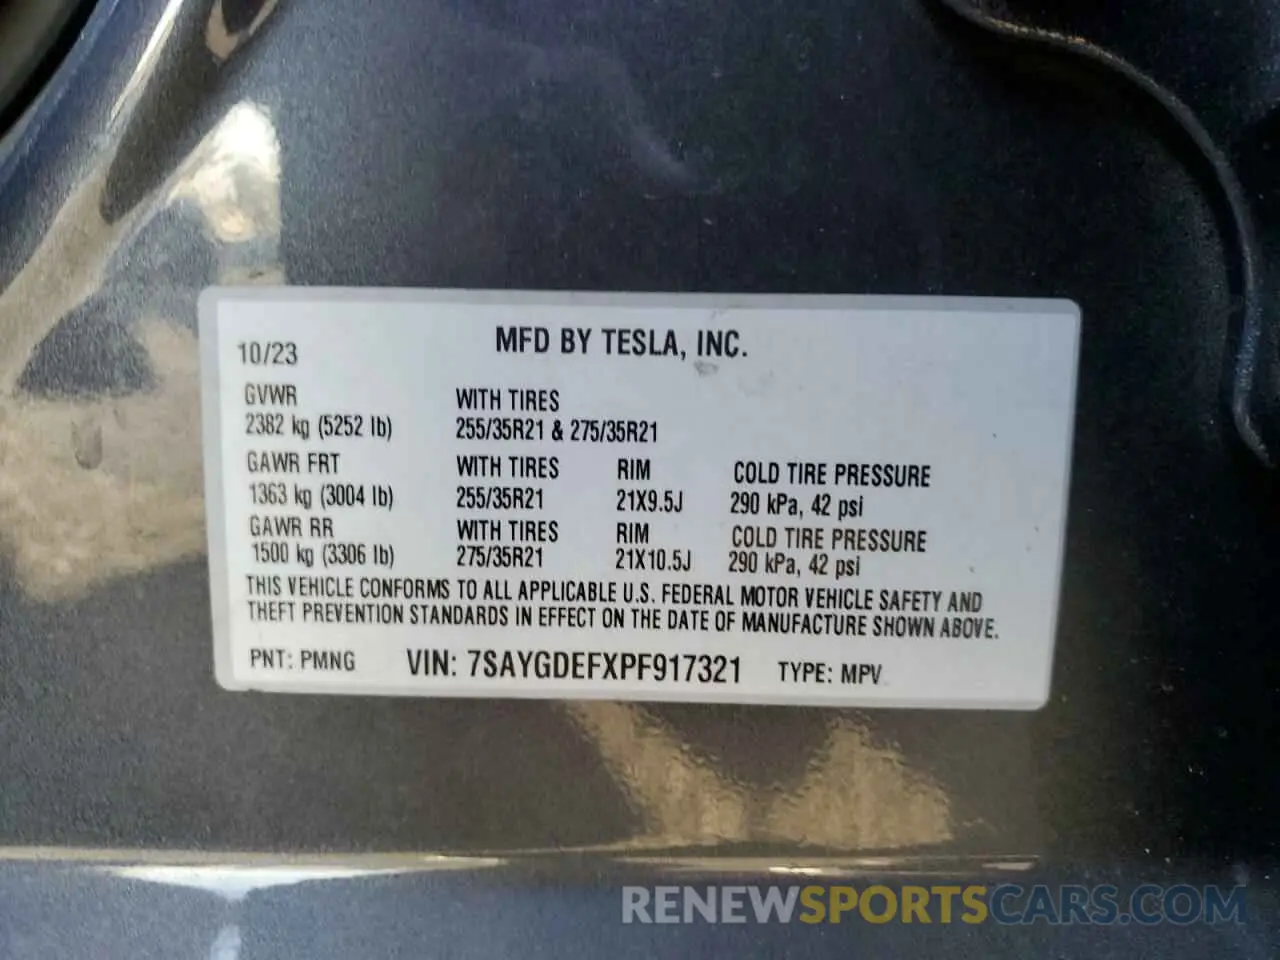 MFD BY TESLA, INC.
10/23
GVWR WITH TIRES
2382 kg (5252 lb) 255/35R21 & 275/35R21
GAWR FRT WITH TIRES RIM COLD TIRE PRESSURE
1363 kg (3004 lb) 255/35R21 21X9.5J 290 kPa, 42 psi
GAWR RR WITH TIRES RIM COLD TIRE PRESSURE
1500 kg (3306 lb) 275/35R21 21X10.5J 290 kPa, 42 psi
THIS VEHICLE CONFORMS TO ALL APPLICABLE U.S. FEDERAL MOTOR VEHICLE SAFETY AND
THEFT PREVENTION STANDARDS IN EFFECT ON THE DATE OF MANUFACTURE SHOWN ABOVE.
PNT: PMNG VIN: 7SAYGDEFXPF917321 TYPE: MPV
RENEWSPORTSCARS.COM